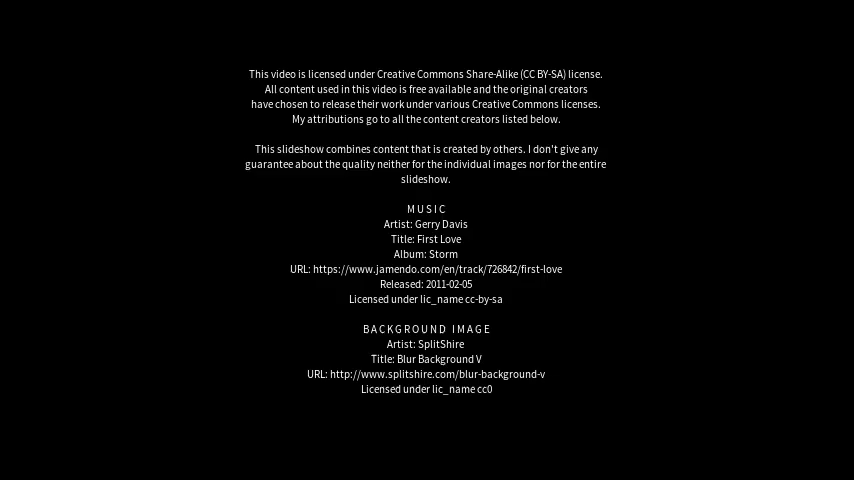 This video is licensed under Creative Commons Share-Alike (CC BY-SA) license.
All content used in this video is free available and the original creators
have chosen to release their work under various Creative Commons licenses.
My attributions go to all the content creators listed below.
This slideshow combines content that is created by others. I don't give any
guarantee about the quality neither for the individual images nor for the entire
slideshow.
MUSIC
Artist: Gerry Davis
Title: First Love
Album: Storm
URL: https://www.jamendo.com/en/track/726842/first-love
Released: 2011-02-05
Licensed under lic_name cc-by-sa
BACKGROUND IMAGE
Artist: SplitShire
Title: Blur Background V
URL: http://www.splitshire.com/blur-background-v
Licensed under lic_name cc0